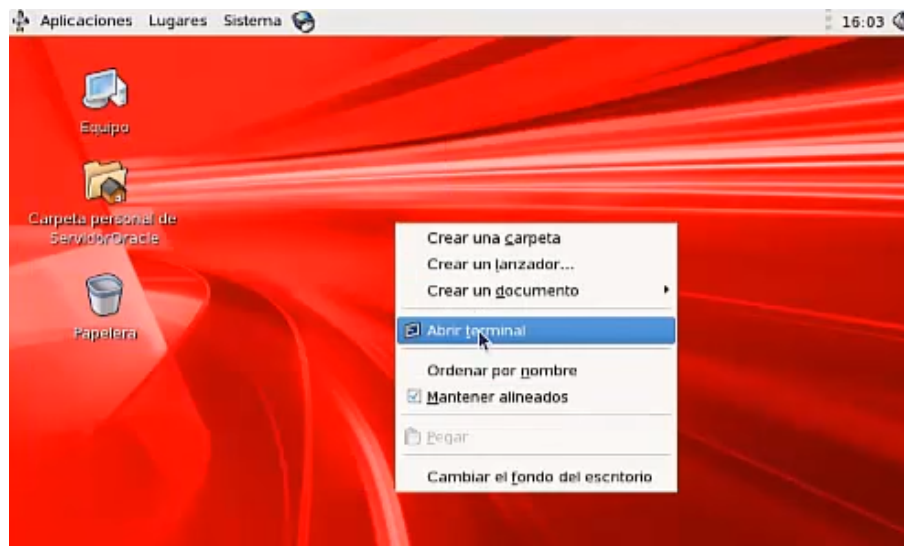 Aplicaciones Lugares Sistema
16:03
Equipo
Carpeta personal de
ServidorOracle
Papelera
Crear una carpeta
Crear un lanzador...
Crear un documento
Abrir terminal
Ordenar por nombre
Mantener alineados
Pegar
Cambiar el fondo del escritorio